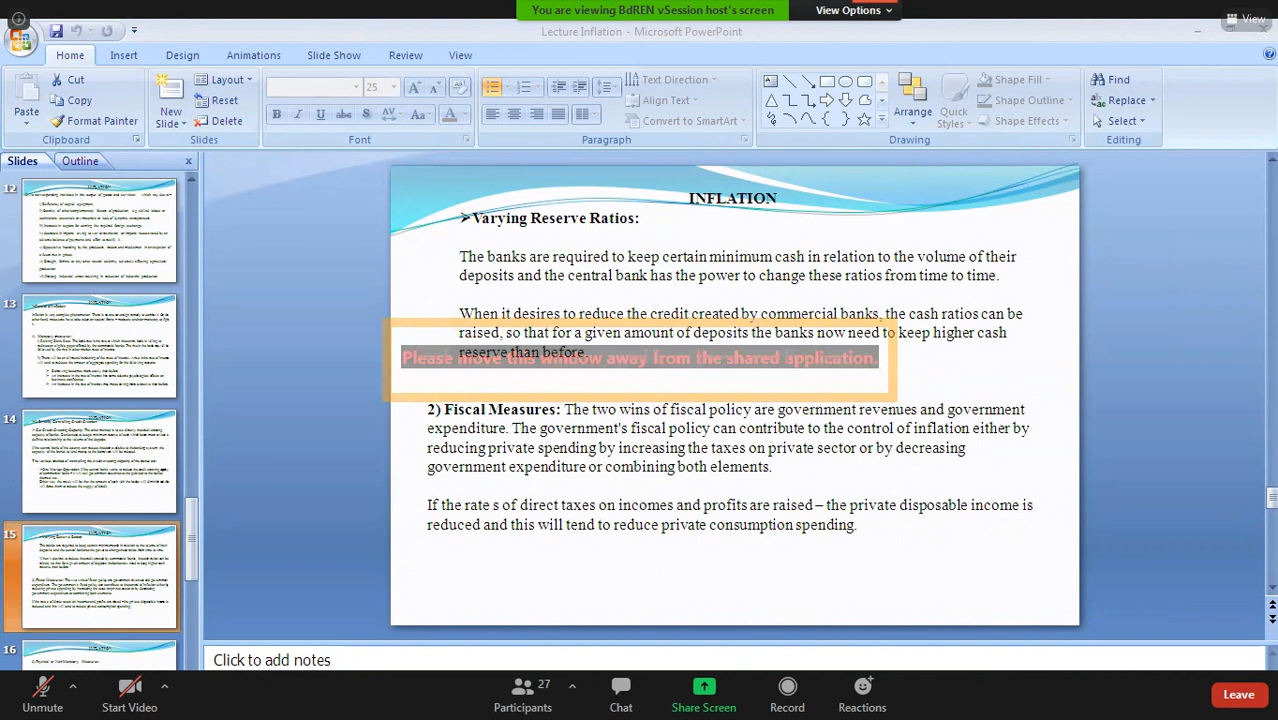 You are viewing BdREN vSession host's screen
View Options
View
Lecture Inflation - Microsoft PowerPoint
Home Insert Design Animations Slide Show Review View
Paste
Cut
Copy
Format Painter
Clipboard
New Slide
Layout
Reset
Delete
Slides
25
B I U abc S AV Aa A
Font
Text Direction
Align Text
Convert to SmartArt
Paragraph
Arrange
Quick Styles
Shape Fill
Shape Outline
Shape Effects
Drawing
Find
Replace
Select
Editing
Slides Outline
12
13
14
15
16
INFLATION
Varying Reserve Ratios:
The banks are required to keep certain minimum cash in relation to the volume of their
deposits and the central bank has the power to change these ratios from time to time.
When it desires to reduce the credit created by commercial banks, the cash ratios can be
raised, so that for a given amount of deposits the banks now need to keep higher cash
reserve than before.
Please move this window away from the shared application.
2) Fiscal Measures: The two wins of fiscal policy are government revenues and government
expenditure. The government's fiscal policy can contribute to the control of inflation either by
reducing private spending by increasing the taxes on private sector or by decreasing
government expenditure or combining both elements.
If the rate s of direct taxes on incomes and profits are raised – the private disposable income is
reduced and this will tend to reduce private consumption spending.
Click to add notes
Unmute
Start Video
27
Participants
Chat
Share Screen
Record
Reactions
Leave